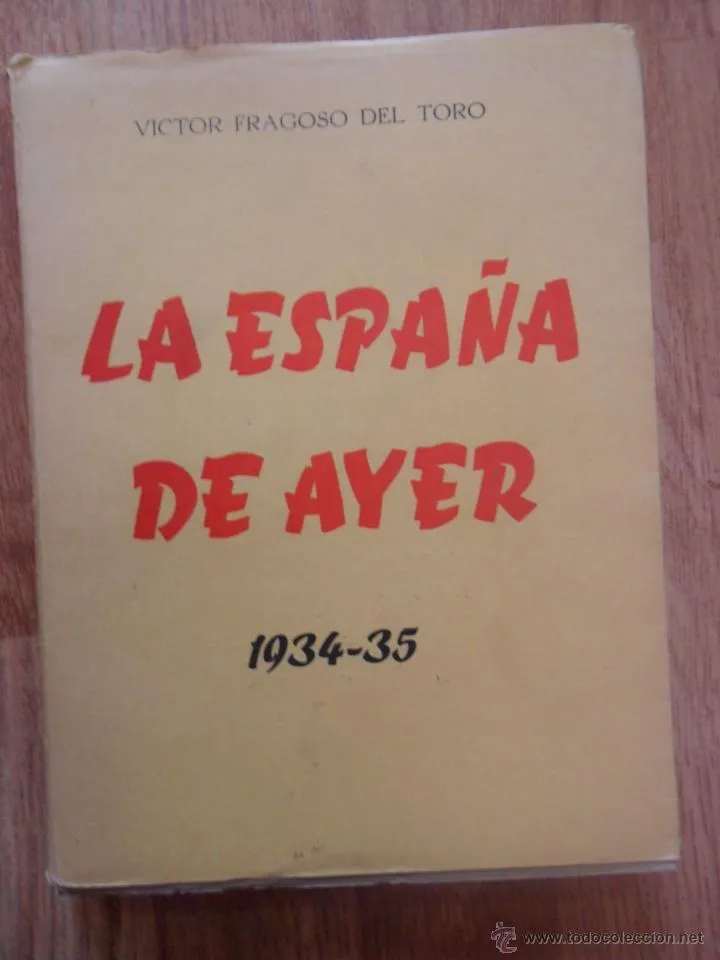 VICTOR FRAGOSO DEL TORO
LA ESPAÑA
DE AYER
1934-35
© www.todocoleccion.net